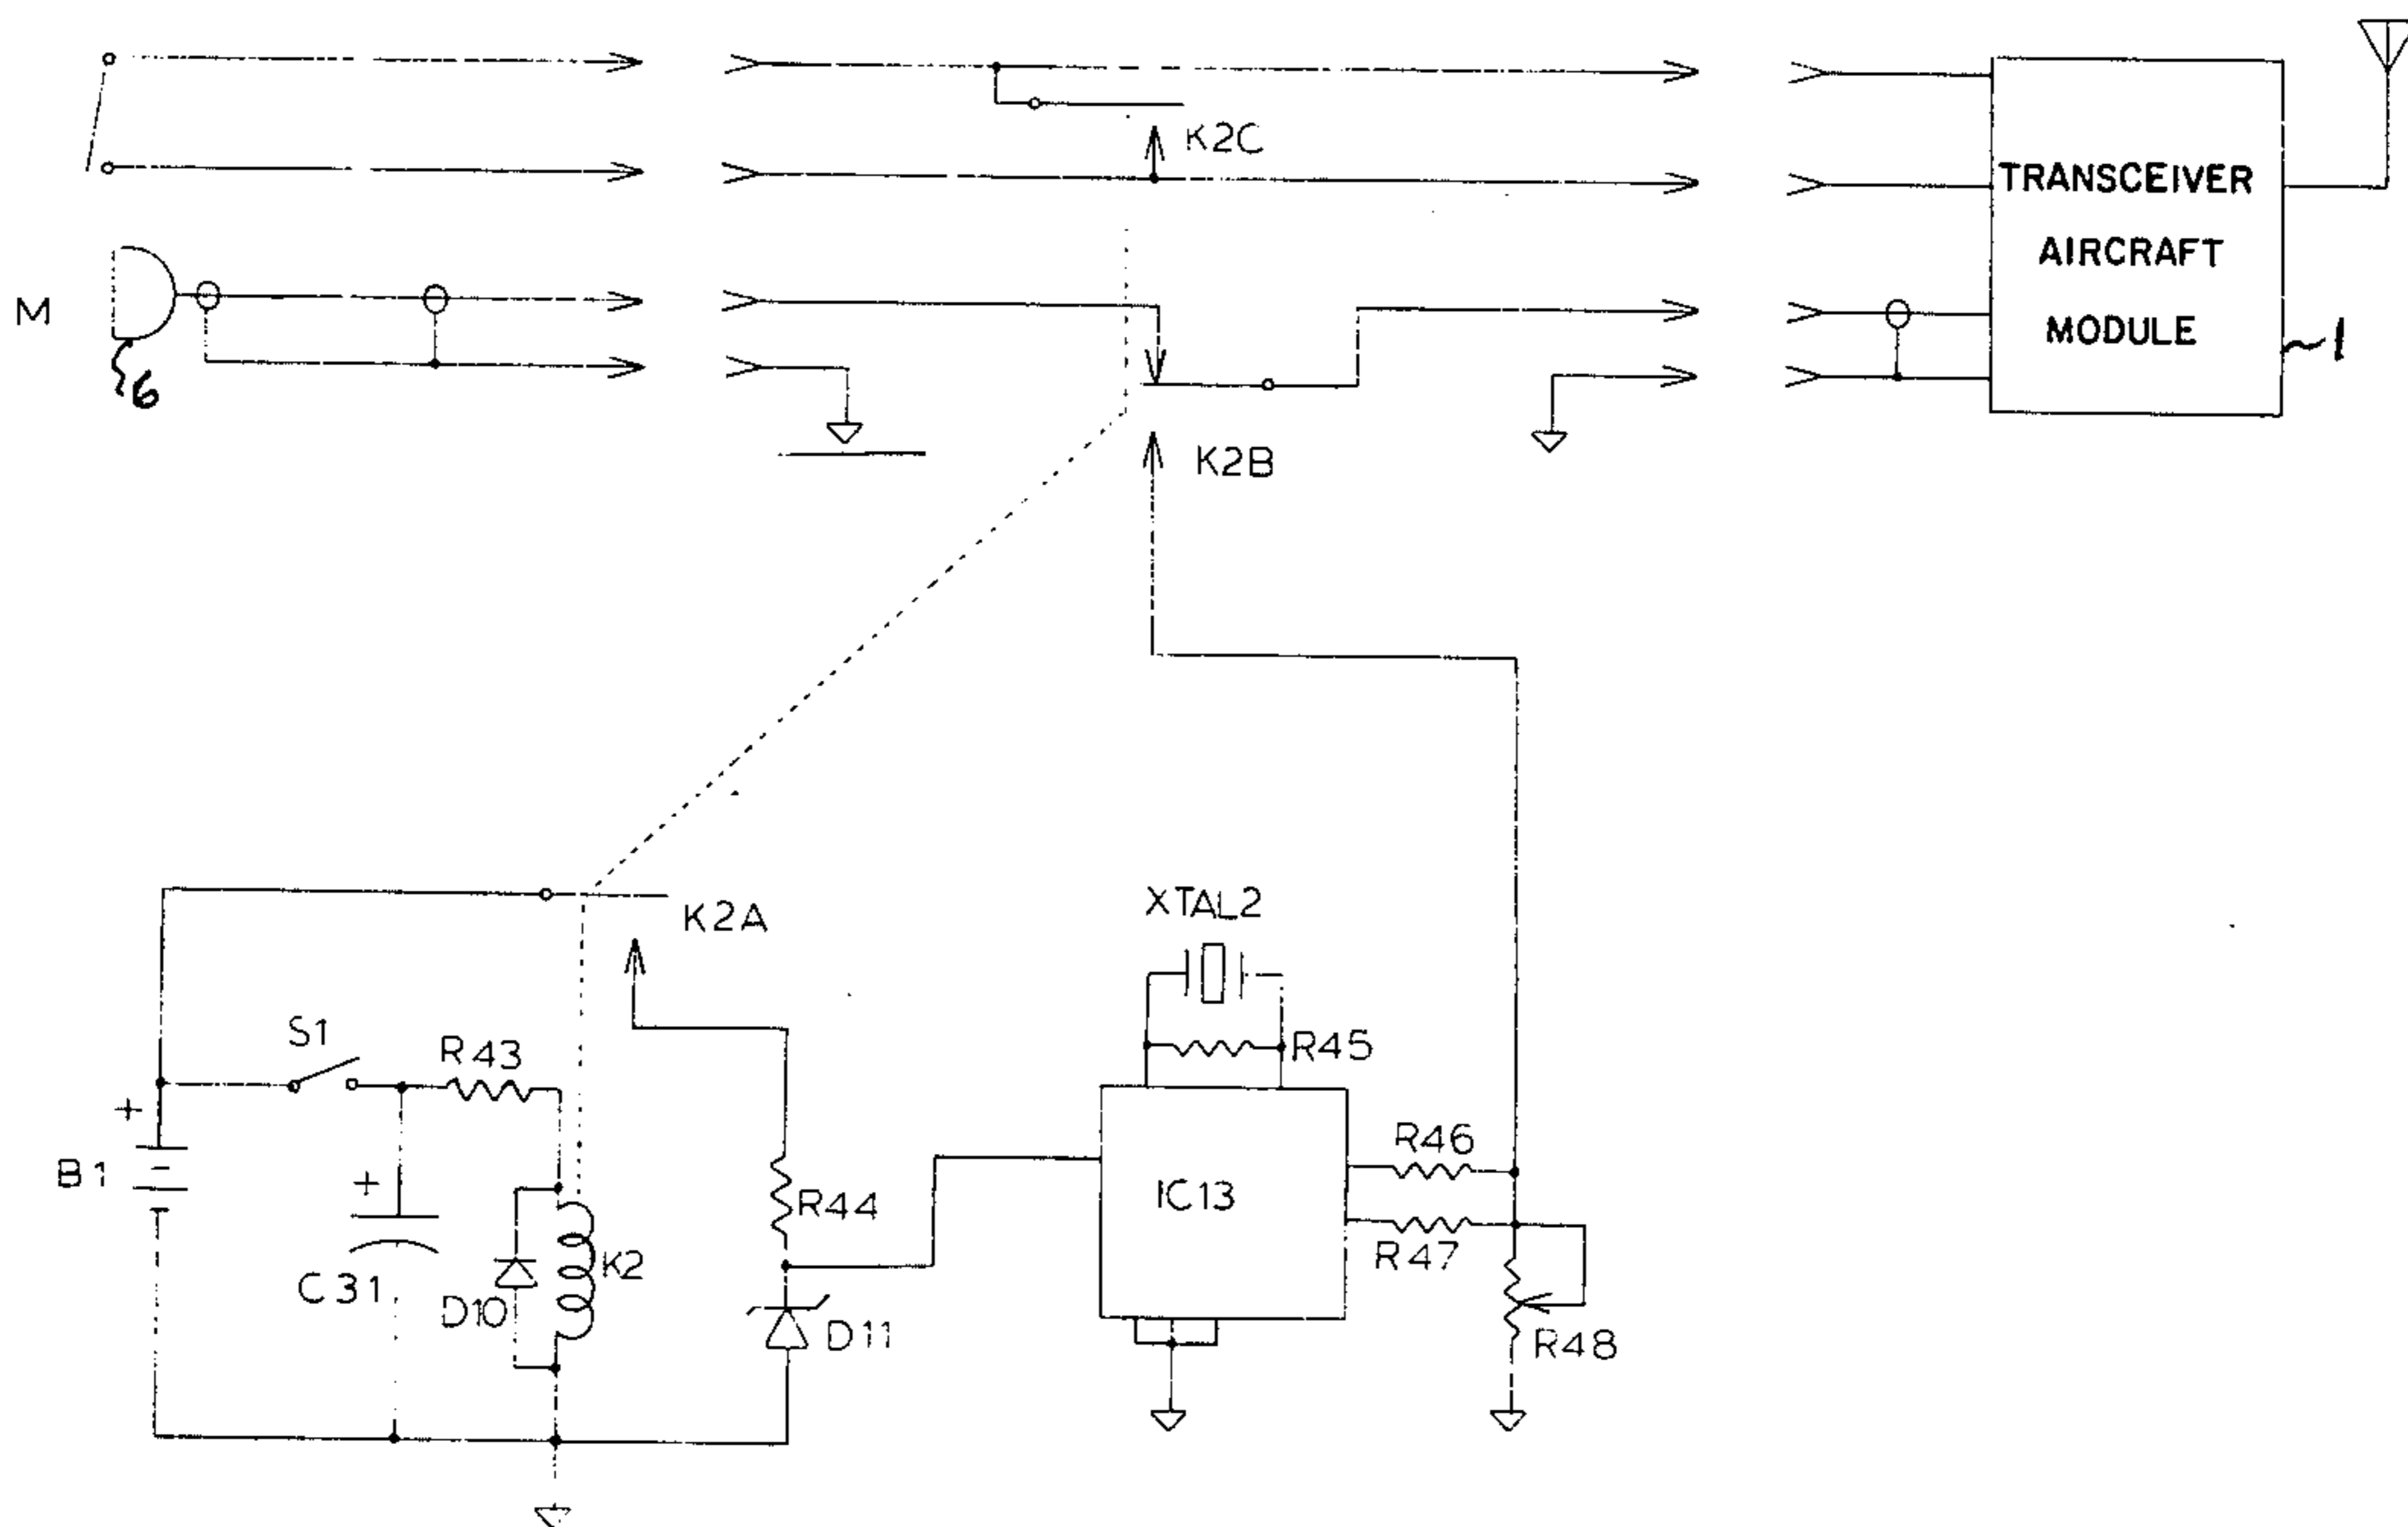 K2C
TRANSCEIVER
AIRCRAFT
MODULE
1
M
6
K2B
K2A
XTAL2
S1
R43
R45
+
B1
+
R44
IC13
R46
R47
C31
D10
K2
D11
R48